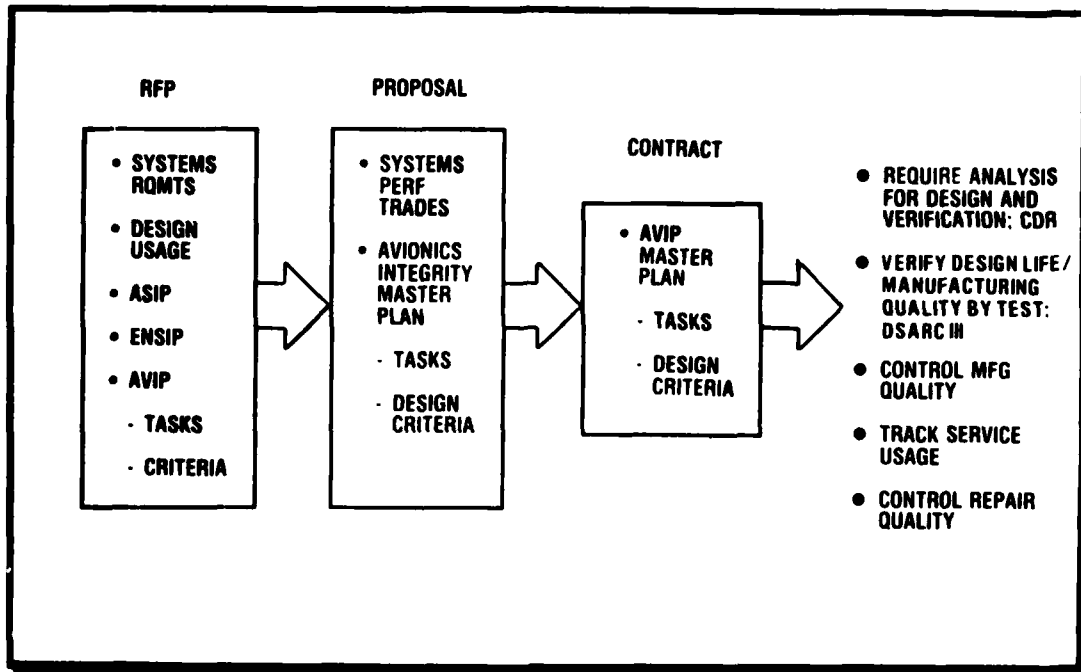 RFP
• SYSTEMS
RQMTS
• DESIGN
USAGE
• ASIP
• ENSIP
• AVIP
- TASKS
- CRITERIA
PROPOSAL
• SYSTEMS
PERF
TRADES
• AVIONICS
INTEGRITY
MASTER
PLAN
- TASKS
- DESIGN
CRITERIA
CONTRACT
• AVIP
MASTER
PLAN
- TASKS
- DESIGN
CRITERIA
● REQUIRE ANALYSIS
FOR DESIGN AND
VERIFICATION: CDR
● VERIFY DESIGN LIFE/
MANUFACTURING
QUALITY BY TEST:
DSARC III
● CONTROL MFG
QUALITY
● TRACK SERVICE
USAGE
● CONTROL REPAIR
QUALITY